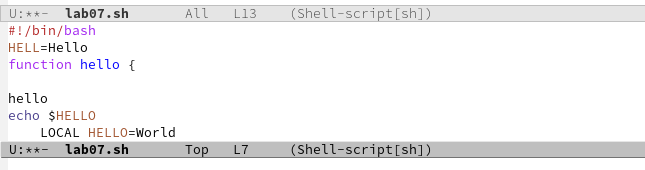 U:**-  lab07.sh       All   L13    (Shell-script[sh])
#!/bin/bash
HELL=Hello
function hello {
hello
echo $HELLO
    LOCAL HELLO=World
U:**-  lab07.sh       Top   L7     (Shell-script[sh])